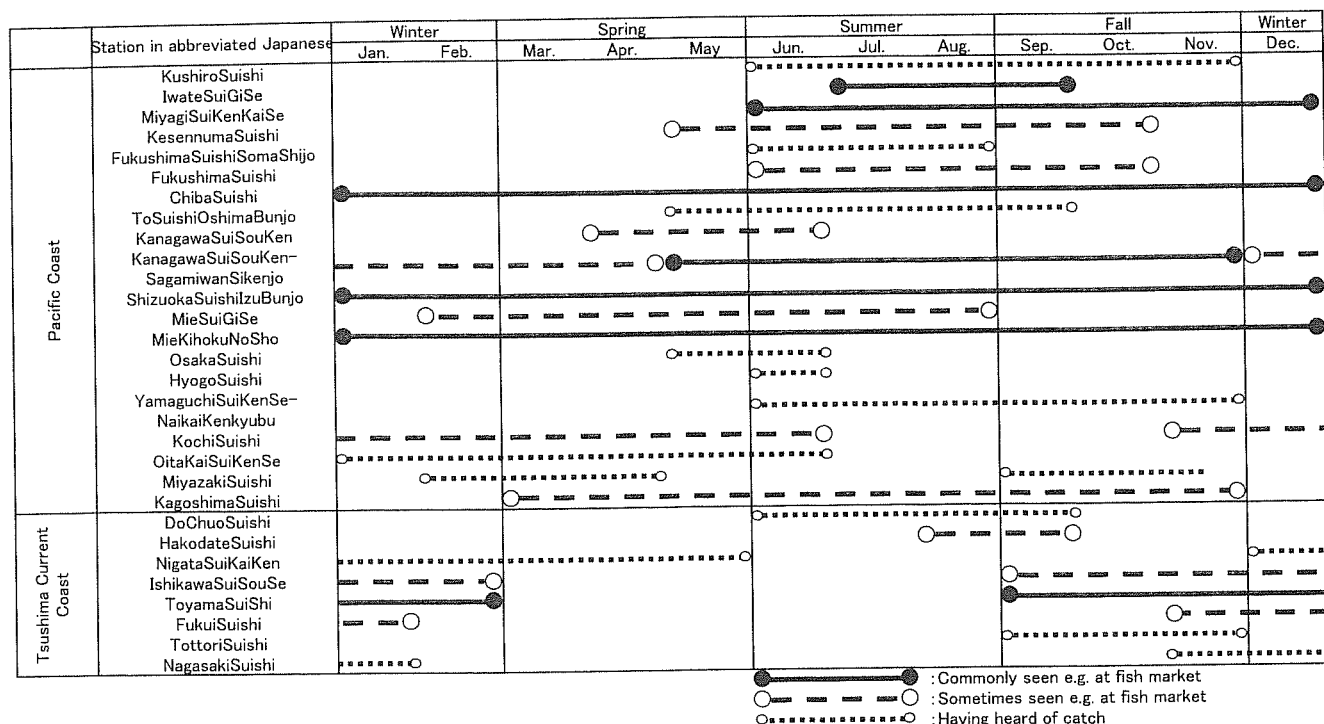 Station in abbreviated Japanese
Winter Spring Summer Fall Winter
Jan. Feb. Mar. Apr. May Jun. Jul. Aug. Sep. Oct. Nov. Dec.
Pacific Coast
KushiroSuishi
IwateSuiGiSe
MiyagiSuiKenKaiSe
KesennumaSuishi
FukushimaSuishiSomaShijo
FukushimaSuishi
ChibaSuishi
ToSuishiOshimaBunjo
KanagawaSuiSouKen
KanagawaSuiSouKen-
SagamiwanSikenjo
ShizuokaSuishiIzuBunjo
MieSuiGiSe
MieKihokuNoSho
OsakaSuishi
HyogoSuishi
YamaguchiSuiKenSe-
NaikaiKenkyubu
KochiSuishi
OitaKaiSuiKenSe
MiyazakiSuishi
KagoshimaSuishi
Tsushima Current
Coast
DoChuoSuishi
HakodateSuishi
NigataSuiKaiKen
IshikawaSuiSouSe
ToyamaSuiShi
FukuiSuishi
TottoriSuishi
NagasakiSuishi
:Commonly seen e.g. at fish market
:Sometimes seen e.g. at fish market
:Having heard of catch